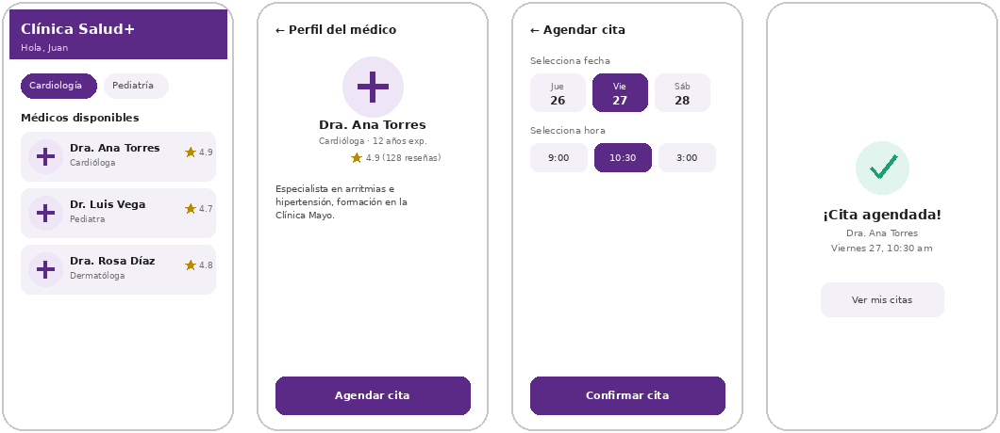 Clínica Salud+
Hola, Juan
Cardiología
Pediatría
Médicos disponibles
Dra. Ana Torres
4.9
Cardióloga
Dr. Luis Vega
4.7
Pediatra
Dra. Rosa Díaz
4.8
Dermatóloga
← Perfil del médico
Dra. Ana Torres
Cardiología · 12 años exp.
4.9 (128 reseñas)
Especialista en arritmias e
hipertensión, formación en la
Clínica Mayo.
Agendar cita
← Agendar cita
Selecciona fecha
Jue
26
Vie
27
Sáb
28
Selecciona hora
9:00
10:30
3:00
Confirmar cita
¡Cita agendada!
Dra. Ana Torres
Viernes 27, 10:30 am
Ver mis citas